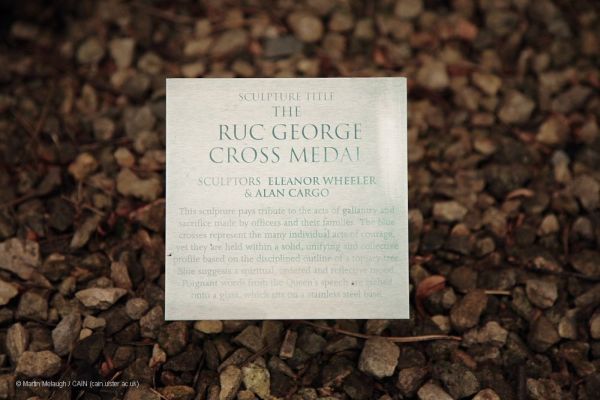 SCULPTURE TITLE
THE
RUC GEORGE
CROSS MEDAL
SCULPTORS ELEANOR WHEELER
& ALAN CARGO
This sculpture pays tribute to the acts of gallantry and
sacrifice made by officers and their families. The blue
crosses represent the many individual acts of courage,
yet they are held within a solid, unifying and collective
profile based on the disciplined outline of a topiary tree.
Blue suggests a spiritual, ordered and reflective mood.
Poignant words from the Queen's speech are etched
onto a glass, which sits on a stainless steel base.
© Martin Melaugh / CAIN (cain.ulster.ac.uk)